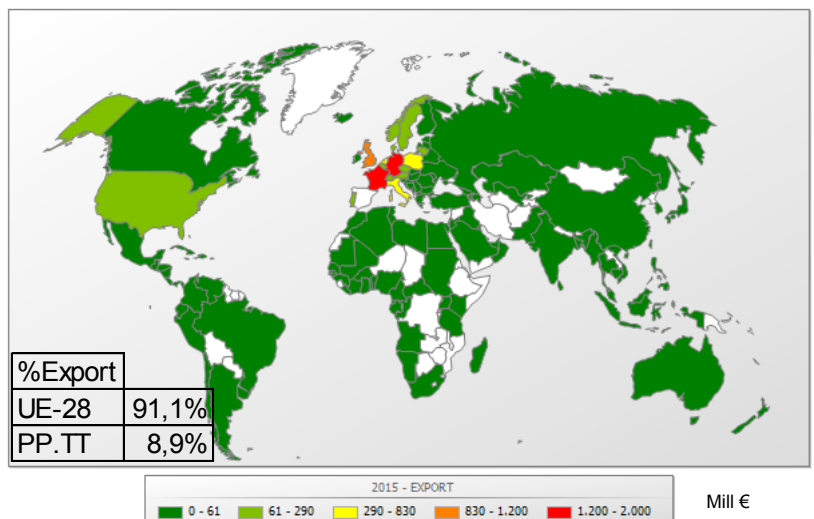 %Export
UE-28 91,1%
PP.TT 8,9%
2015 - EXPORT
0 - 61 61 - 290 290 - 830 830 - 1.200 1.200 - 2.000
Mill €